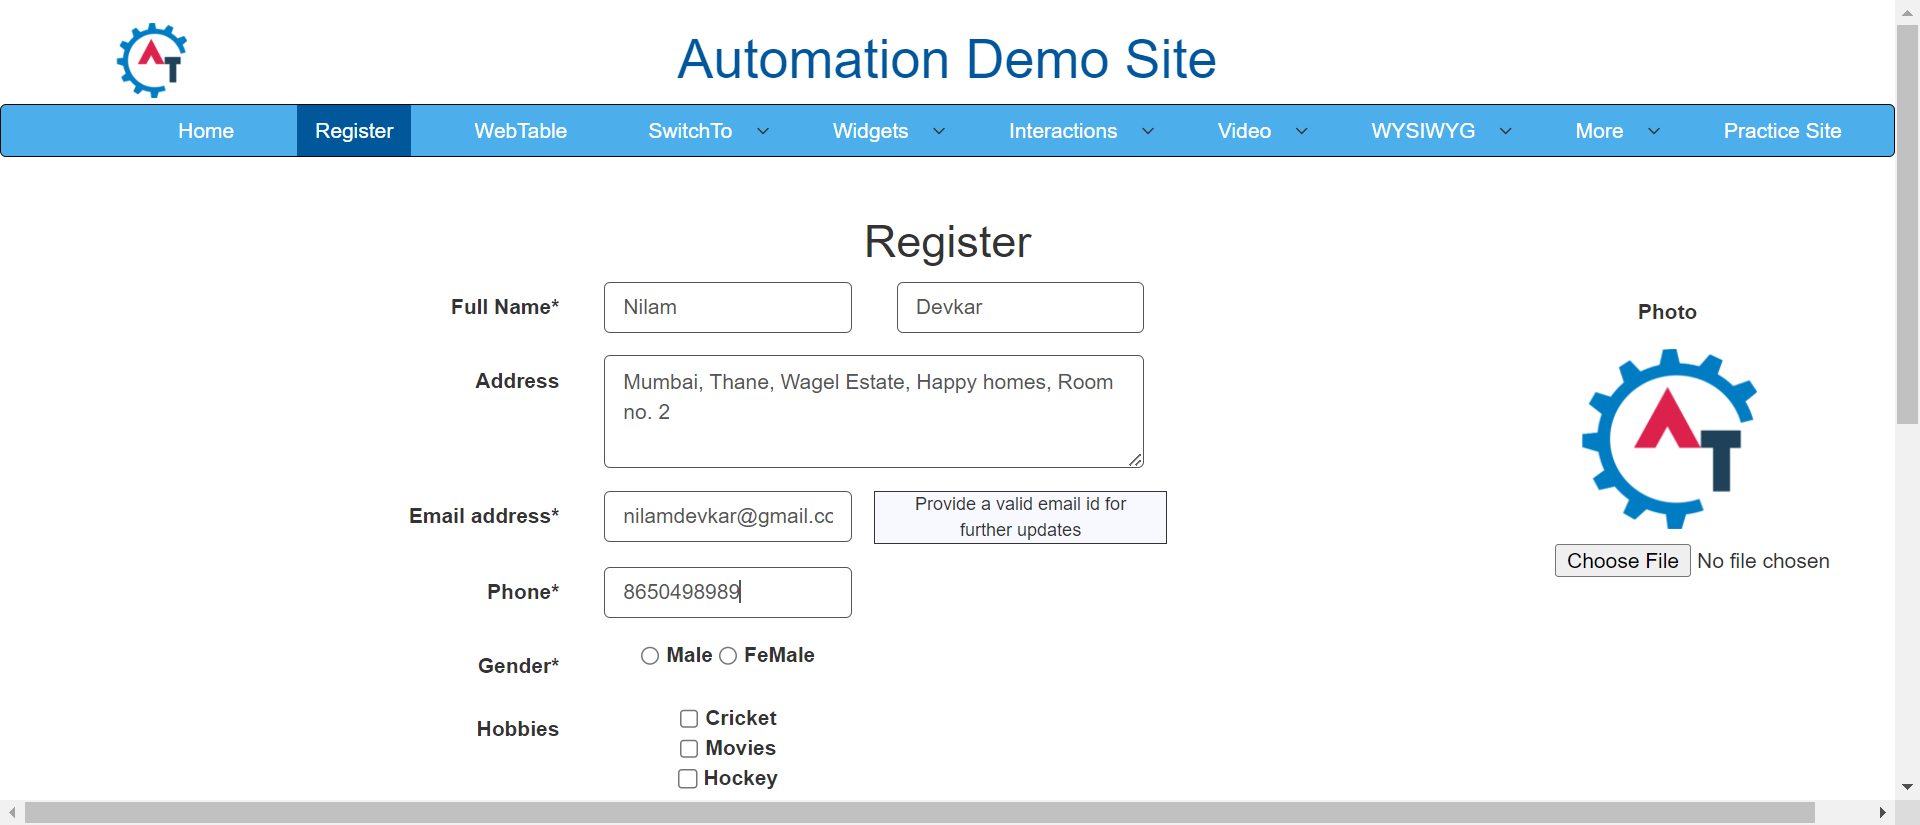 Automation Demo Site
Home Register WebTable SwitchTo Widgets Interactions Video WYSIWYG More Practice Site
Register
Full Name* Nilam Devkar
Photo
Address Mumbai, Thane, Wagel Estate, Happy homes, Room
no. 2
AT
Email address* nilamdevkar@gmail.cc Provide a valid email id for
further updates
Choose File No file chosen
Phone* 8650498989
Gender* Male FeMale
Hobbies Cricket
Movies
Hockey